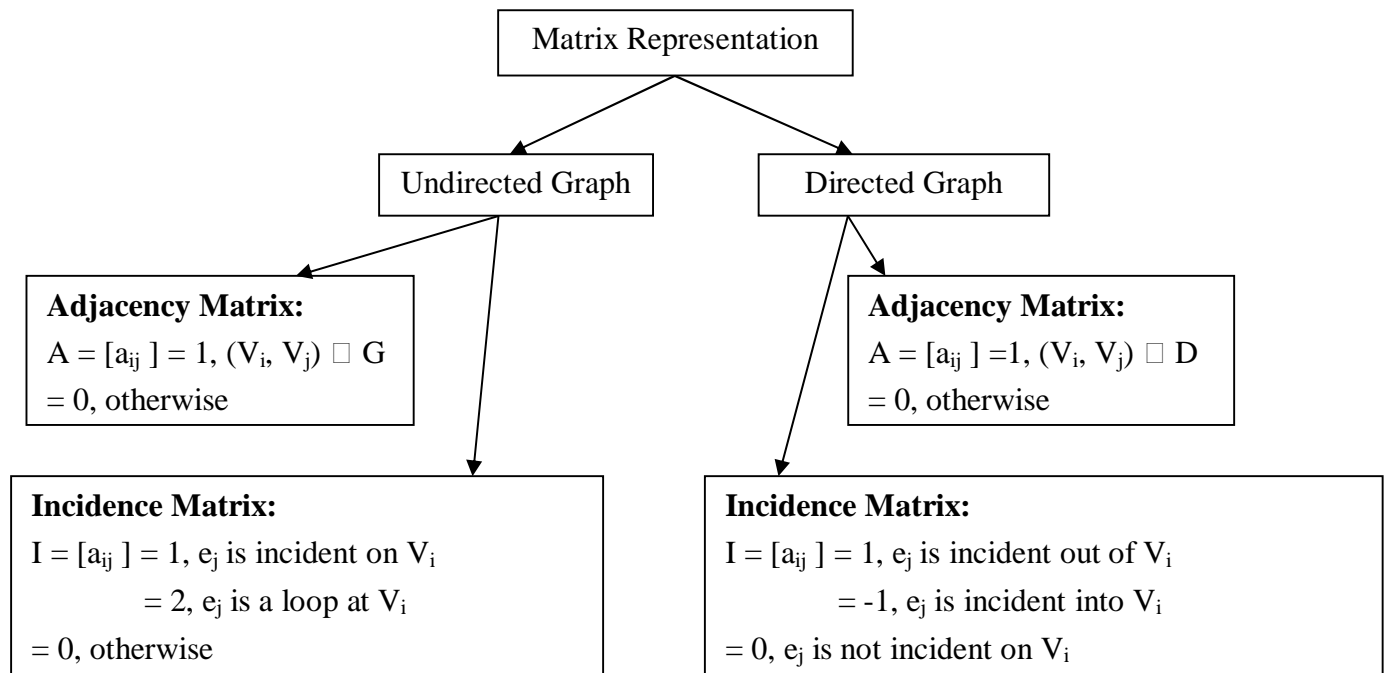 Matrix Representation
Undirected Graph
Directed Graph
Adjacency Matrix:
A = [aᵢⱼ ] = 1, (Vᵢ, Vⱼ) □ G
= 0, otherwise
Adjacency Matrix:
A = [aᵢⱼ ] =1, (Vᵢ, Vⱼ) □ D
= 0, otherwise
Incidence Matrix:
I = [aᵢⱼ ] = 1, eⱼ is incident on Vᵢ
= 2, eⱼ is a loop at Vᵢ
= 0, otherwise
Incidence Matrix:
I = [aᵢⱼ ] = 1, eⱼ is incident out of Vᵢ
= -1, eⱼ is incident into Vᵢ
= 0, eⱼ is not incident on Vᵢ